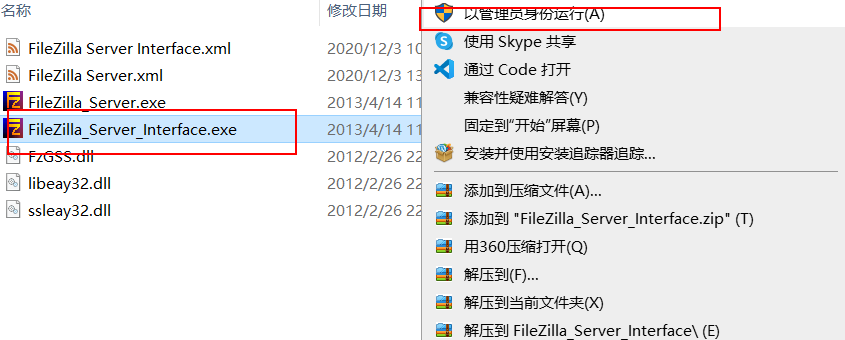 名称
修改日期
FileZilla Server Interface.xml
2020/12/3 10
FileZilla Server.xml
2020/12/3 13
FileZilla_Server.exe
2013/4/14 11
FileZilla_Server_Interface.exe
2013/4/14 11
FzGSS.dll
2012/2/26 22
libeay32.dll
2012/2/26 22
ssleay32.dll
2012/2/26 22
以管理员身份运行(A)
使用 Skype 共享
通过 Code 打开
兼容性疑难解答(Y)
固定到"开始"屏幕(P)
安装并使用安装追踪器追踪...
添加到压缩文件(A)...
添加到 "FileZilla_Server_Interface.zip" (T)
用360压缩打开(Q)
解压到(F)...
解压到当前文件夹(X)
解压到 FileZilla_Server_Interface\ (E)